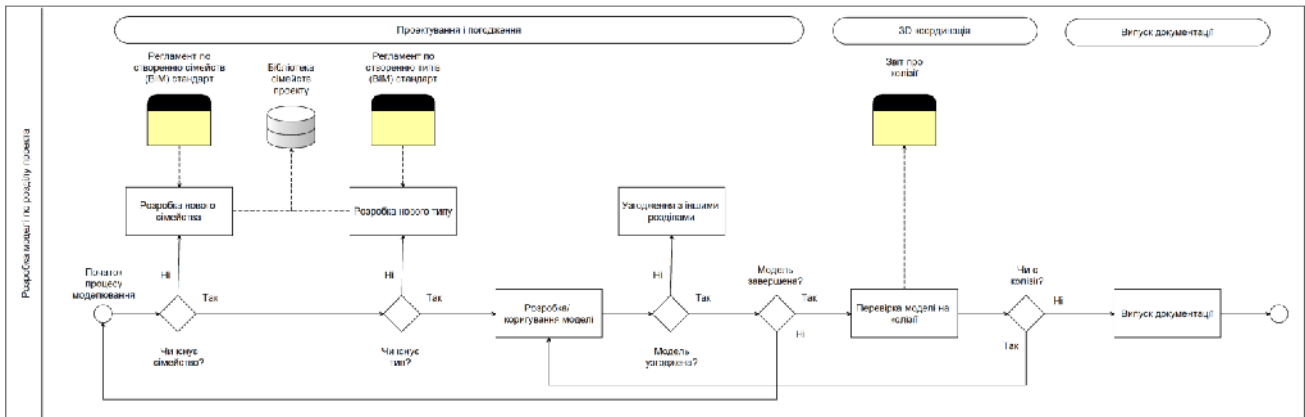 Проектування і погодження
3D координація
Випуск документації
Регламент по
створенню сімейств
(BIM) стандарт
Бібліотека
сімейств
проекту
Регламент по
створенню типів
(BIM) стандарт
Звіт про
колізії
Розробка моделі по розділу проекта
Розробка нового
сімейства
Розробка нового типу
Узгодження з іншими
розділами
Початок
процесу
моделювання
Ні
Так
Чи існує
сімейство?
Ні
Так
Чи існує
тип?
Розробка/
коригування моделі
Ні
Так
Модель
узгоджена?
Модель
завершена?
Так
Ні
Перевірка моделі на
колізії
Чи є
колізії?
Ні
Так
Випуск документації